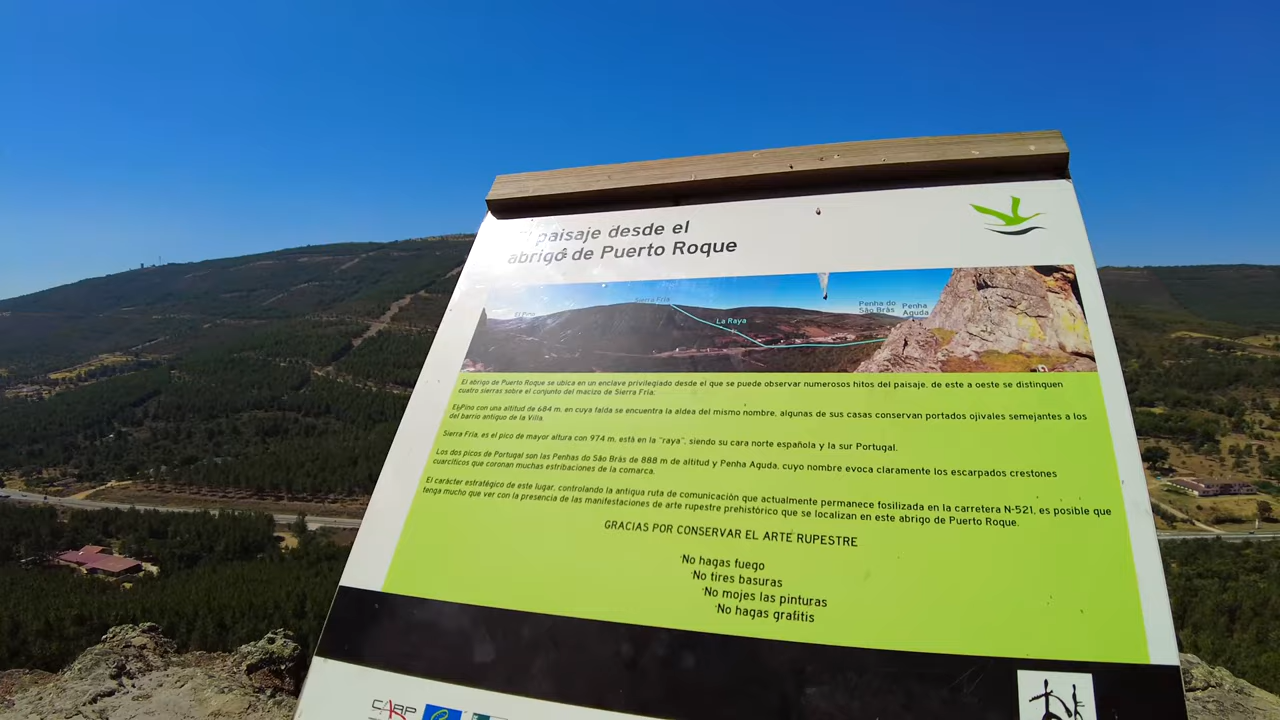 El paisaje desde el
abrigo de Puerto Roque
El Pino
Sierra Fría
La Raya
Penha do
São Brás
Penha
Aguda
El abrigo de Puerto Roque se ubica en un enclave privilegiado desde el que se puede observar numerosos hitos del paisaje, de este a oeste se distinguen
cuatro sierras sobre el conjunto del macizo de Sierra Fría:
El Pino con una altitud de 684 m, en cuya falda se encuentra la aldea del mismo nombre, algunas de sus casas conservan portados ojivales semejantes a los
del barrio antiguo de la Villa.
Sierra Fría, es el pico de mayor altura con 974 m, está en la "raya", siendo su cara norte española y la sur Portugal.
Los dos picos de Portugal son las Penhas do São Brás de 888 m de altitud y Penha Aguda, cuyo nombre evoca claramente los escarpados crestones
cuarcíficos que coronan muchas estribaciones de la comarca.
El carácter estratégico de este lugar, controlando la antigua ruta de comunicación que actualmente permanece fosilizada en la carretera N-521, es posible que
tenga mucho que ver con la presencia de las manifestaciones de arte rupestre prehistórico que se localizan en este abrigo de Puerto Roque.
GRACIAS POR CONSERVAR EL ARTE RUPESTRE
·No hagas fuego
·No tires basuras
·No mojes las pinturas
·No hagas grafitis
CARP